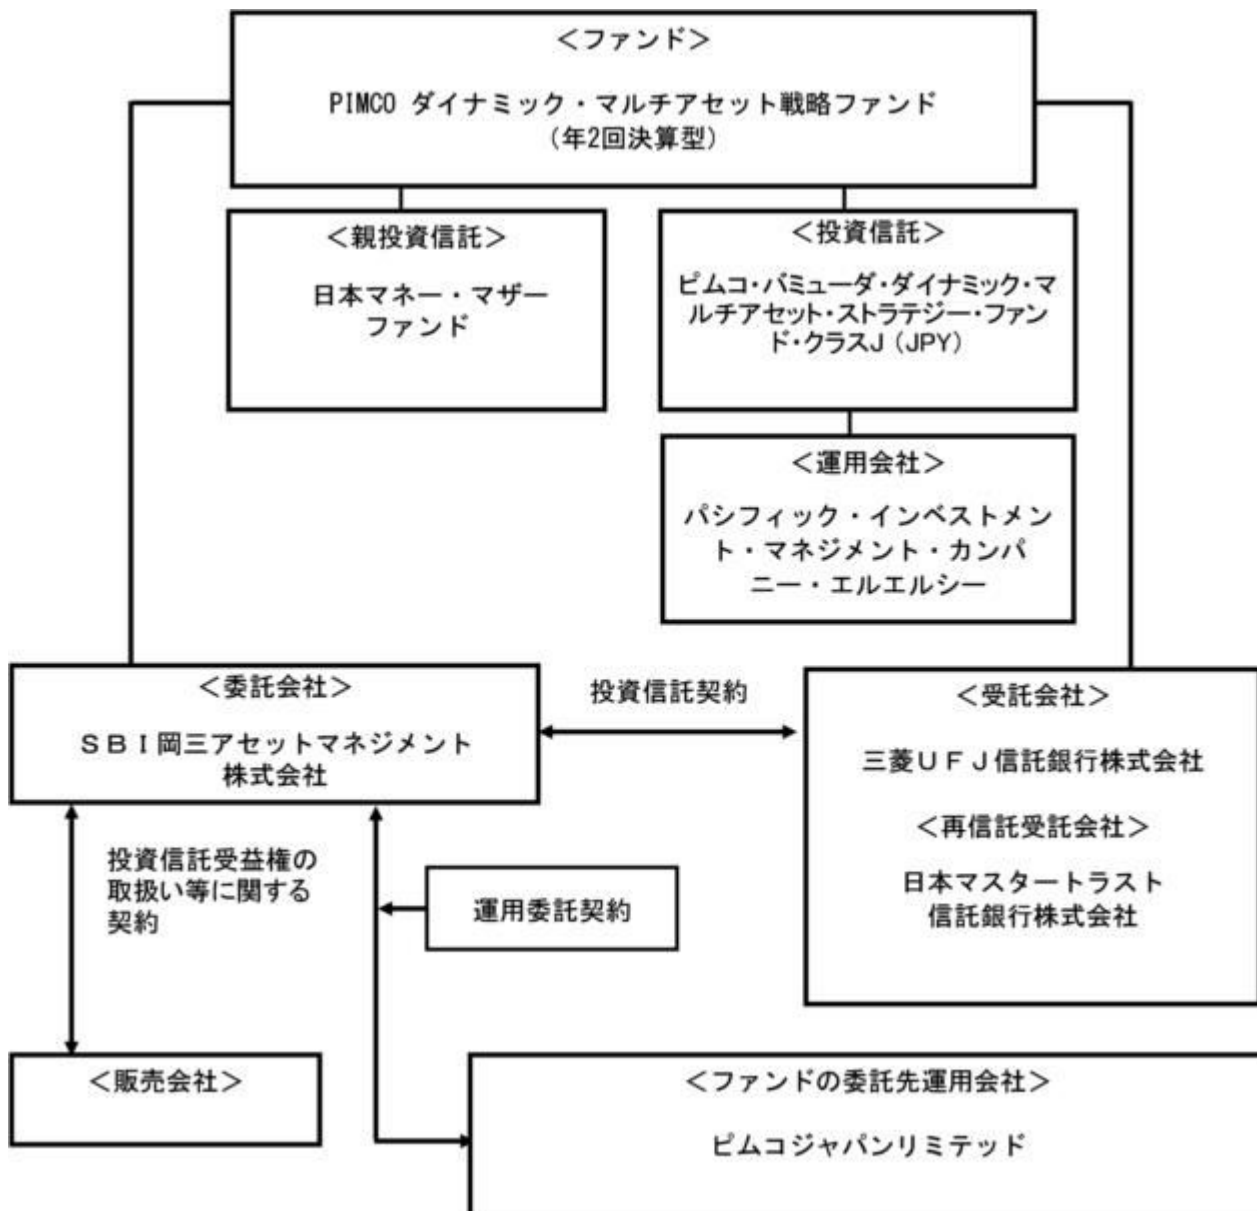 ＜ファンド＞
PIMCO ダイナミック・マルチアセット戦略ファンド
（年2回決算型）
＜親投資信託＞
日本マネー・マザー
ファンド
＜投資信託＞
ピムコ・バミューダ・ダイナミック・マ
ルチアセット・ストラテジー・ファン
ド・クラスJ（JPY）
＜運用会社＞
パシフィック・インベストメン
ト・マネジメント・カンパ
ニー・エルエルシー
＜委託会社＞
ＳＢＩ岡三アセットマネジメント
株式会社
投資信託契約
＜受託会社＞
三菱ＵＦＪ信託銀行株式会社
＜再信託受託会社＞
日本マスタートラスト
信託銀行株式会社
投資信託受益権の
取扱い等に関する
契約
運用委託契約
＜販売会社＞
＜ファンドの委託先運用会社＞
ピムコジャパンリミテッド